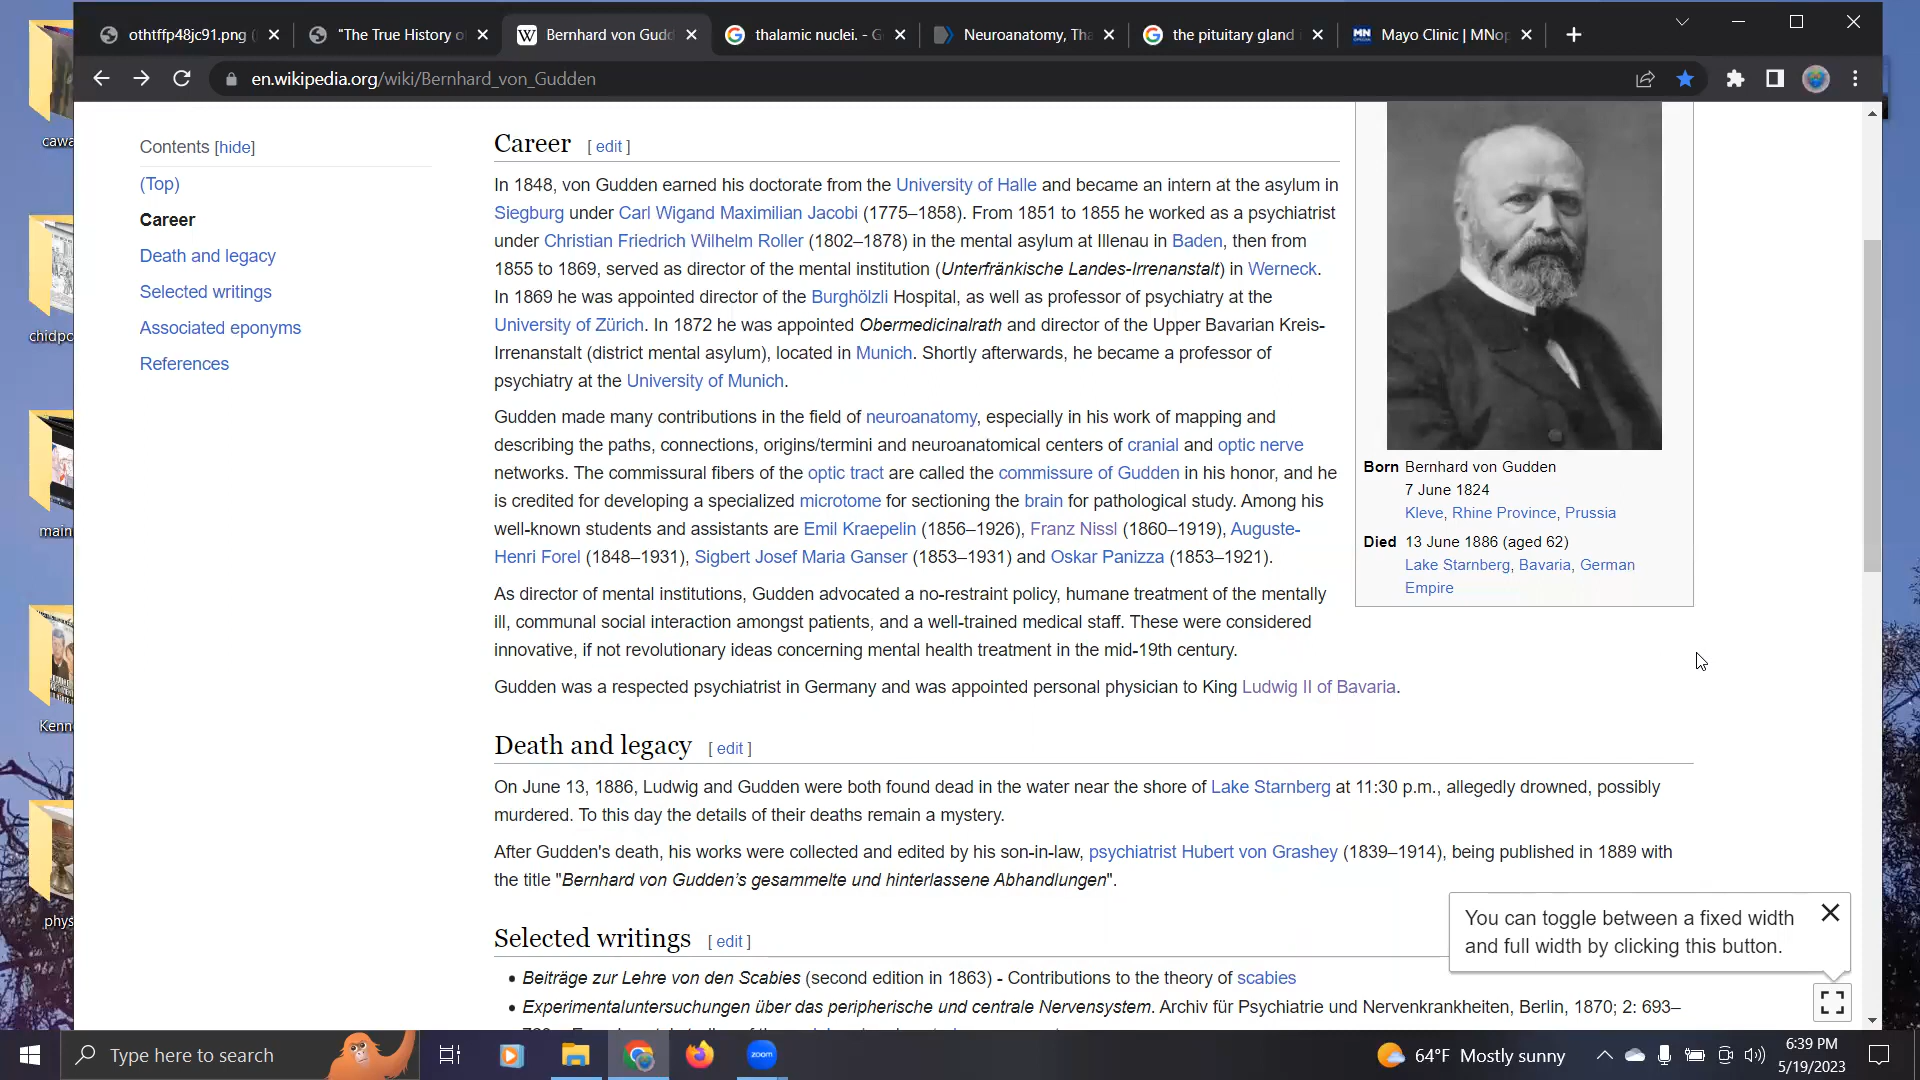 othtffp48jc91.png (
"The True History o
Bernhard von Gudd
thalamic nuclei. - G
Neuroanatomy, Tha
the pituitary gland
MN
Mayo Clinic | MNop
en.wikipedia.org/wiki/Bernhard_von_Gudden
cawa
chidpo
main
Kenn
phys
Contents [hide]
(Top)
Career
Death and legacy
Selected writings
Associated eponyms
References
Career [ edit ]
In 1848, von Gudden earned his doctorate from the University of Halle and became an intern at the asylum in
Siegburg under Carl Wigand Maximilian Jacobi (1775–1858). From 1851 to 1855 he worked as a psychiatrist
under Christian Friedrich Wilhelm Roller (1802–1878) in the mental asylum at Illenau in Baden, then from
1855 to 1869, served as director of the mental institution (Unterfränkische Landes-Irrenanstalt) in Werneck.
In 1869 he was appointed director of the Burghölzli Hospital, as well as professor of psychiatry at the
University of Zürich. In 1872 he was appointed Obermedicinalrath and director of the Upper Bavarian Kreis-
Irrenanstalt (district mental asylum), located in Munich. Shortly afterwards, he became a professor of
psychiatry at the University of Munich.
Gudden made many contributions in the field of neuroanatomy, especially in his work of mapping and
describing the paths, connections, origins/termini and neuroanatomical centers of cranial and optic nerve
networks. The commissural fibers of the optic tract are called the commissure of Gudden in his honor, and he
is credited for developing a specialized microtome for sectioning the brain for pathological study. Among his
well-known students and assistants are Emil Kraepelin (1856–1926), Franz Nissl (1860–1919), Auguste-
Henri Forel (1848–1931), Sigbert Josef Maria Ganser (1853–1931) and Oskar Panizza (1853–1921).
As director of mental institutions, Gudden advocated a no-restraint policy, humane treatment of the mentally
ill, communal social interaction amongst patients, and a well-trained medical staff. These were considered
innovative, if not revolutionary ideas concerning mental health treatment in the mid-19th century.
Gudden was a respected psychiatrist in Germany and was appointed personal physician to King Ludwig II of Bavaria.
Born Bernhard von Gudden
7 June 1824
Kleve, Rhine Province, Prussia
Died 13 June 1886 (aged 62)
Lake Starnberg, Bavaria, German
Empire
Death and legacy [ edit ]
On June 13, 1886, Ludwig and Gudden were both found dead in the water near the shore of Lake Starnberg at 11:30 p.m., allegedly drowned, possibly
murdered. To this day the details of their deaths remain a mystery.
After Gudden's death, his works were collected and edited by his son-in-law, psychiatrist Hubert von Grashey (1839–1914), being published in 1889 with
the title "Bernhard von Gudden's gesammelte und hinterlassene Abhandlungen".
Selected writings [ edit ]
• Beiträge zur Lehre von den Scabies (second edition in 1863) - Contributions to the theory of scabies
• Experimentaluntersuchungen über das peripherische und centrale Nervensystem. Archiv für Psychiatrie und Nervenkrankheiten, Berlin, 1870; 2: 693–
You can toggle between a fixed width
and full width by clicking this button.
Type here to search
zoom
64°F Mostly sunny
6:39 PM
5/19/2023